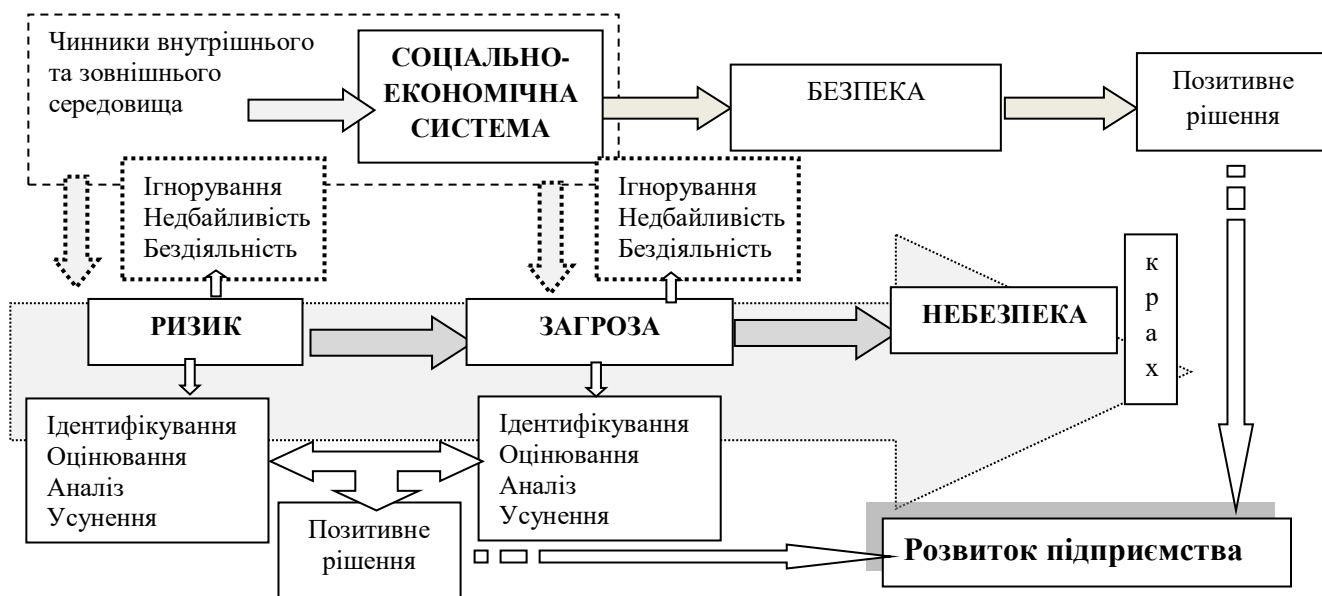 Чинники внутрішнього
та зовнішнього
середовища
СОЦІАЛЬНО-
ЕКОНОМІЧНА
СИСТЕМА
БЕЗПЕКА
Позитивне
рішення
Ігнорування
Недбайливість
Бездіяльність
Ігнорування
Недбайливість
Бездіяльність
РИЗИК
ЗАГРОЗА
НЕБЕЗПЕКА
к
р
а
х
Ідентифікування
Оцінювання
Аналіз
Усунення
Ідентифікування
Оцінювання
Аналіз
Усунення
Позитивне
рішення
Розвиток підприємства